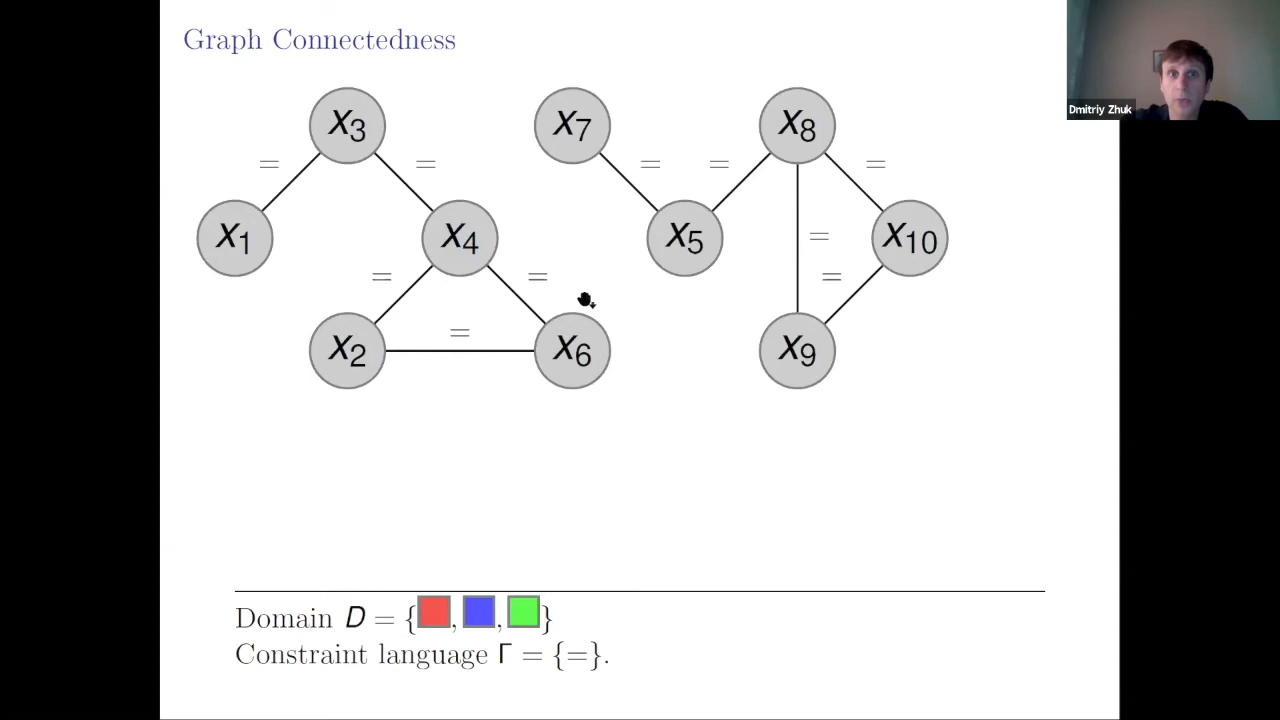 Graph Connectedness
Dmitriy Zhuk
x3 x7 x8
= = = = =
x1 x4 x5 x10
= = = =
=
x2 x6 x9
Domain D = { , , }
Constraint language Γ = {=}.